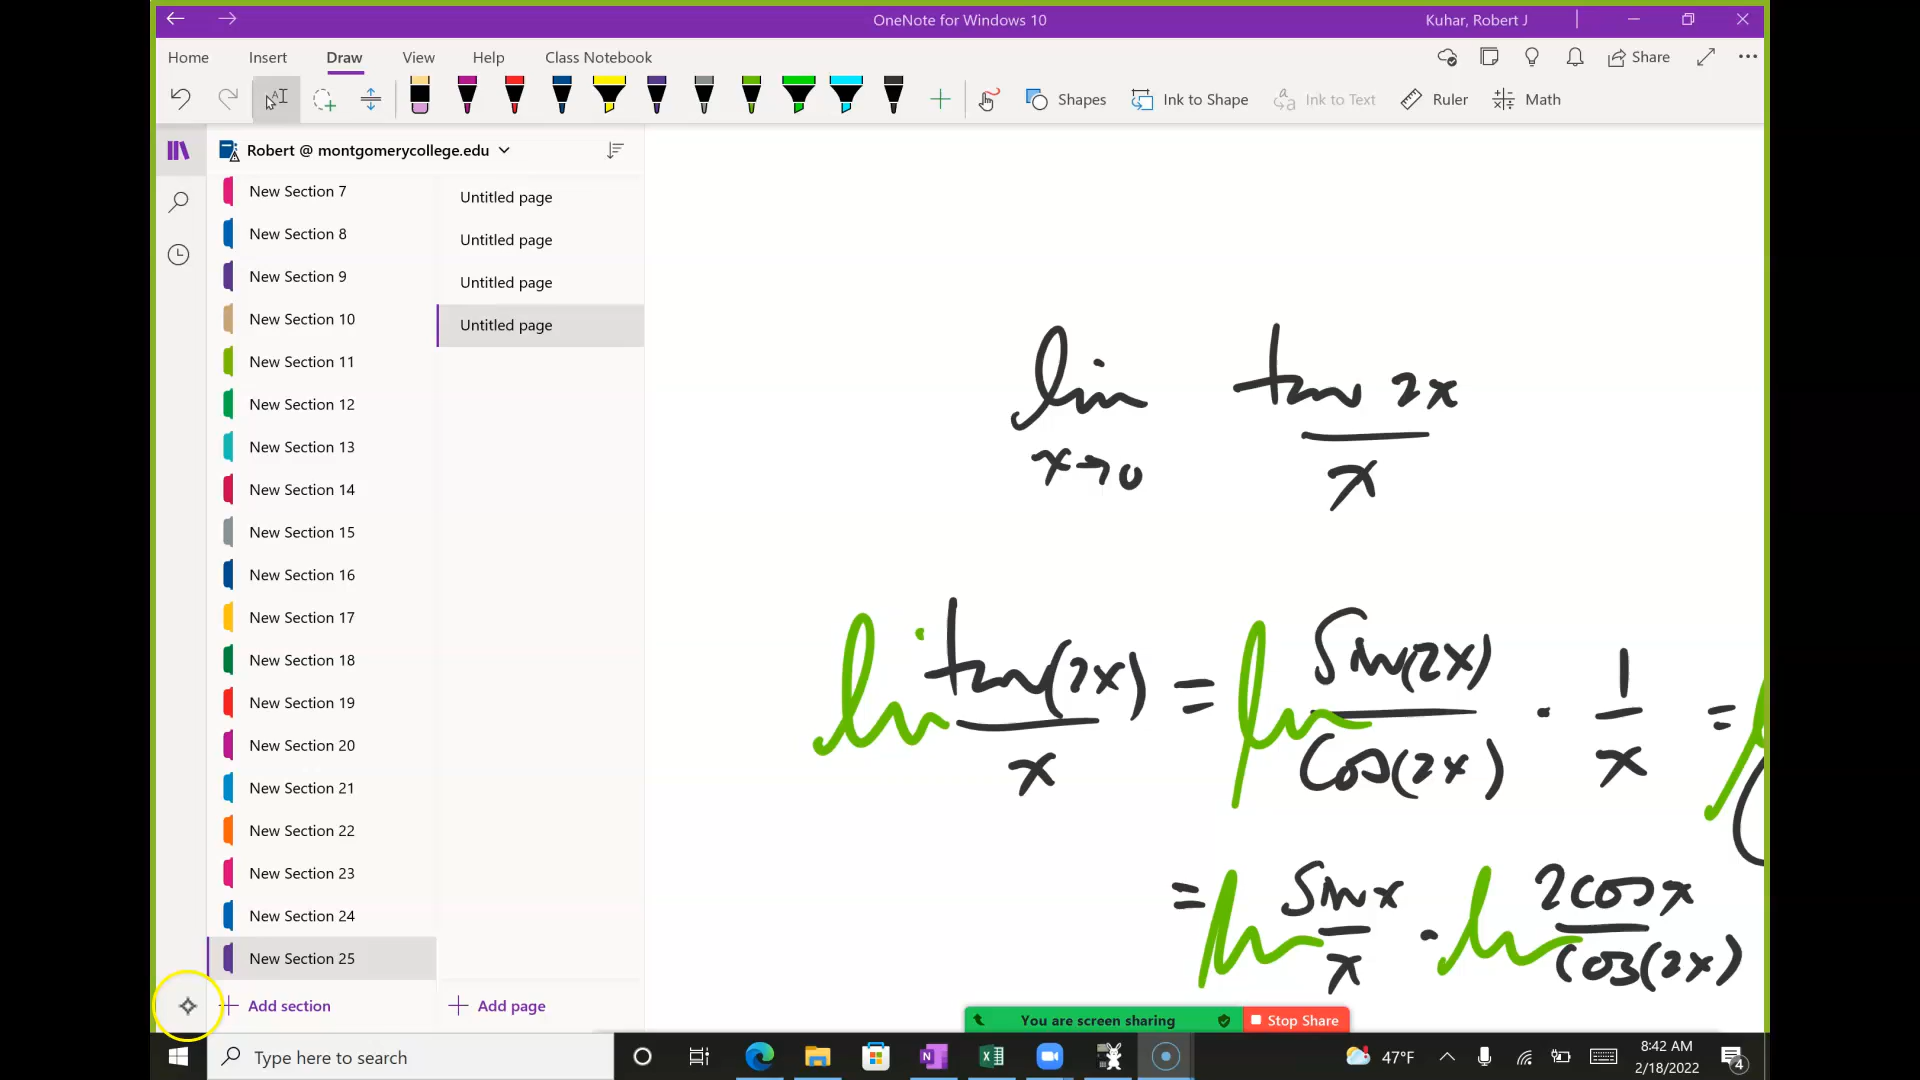 OneNote for Windows 10
Kuhar, Robert J
Home Insert Draw View Help Class Notebook
Share
Shapes Ink to Shape Ink to Text Ruler Math
Robert @ montgomerycollege.edu
New Section 7
New Section 8
New Section 9
New Section 10
New Section 11
New Section 12
New Section 13
New Section 14
New Section 15
New Section 16
New Section 17
New Section 18
New Section 19
New Section 20
New Section 21
New Section 22
New Section 23
New Section 24
New Section 25
Add section
Untitled page
Untitled page
Untitled page
Untitled page
Add page
lim tan 2x
x→0 x
lim tan(2x) / x = lim sin(2x) / cos(2x) · 1 / x =
= lim sin x / x · lim 2 cos x / cos(2x)
You are screen sharing Stop Share
Type here to search
47°F
8:42 AM
2/18/2022
4